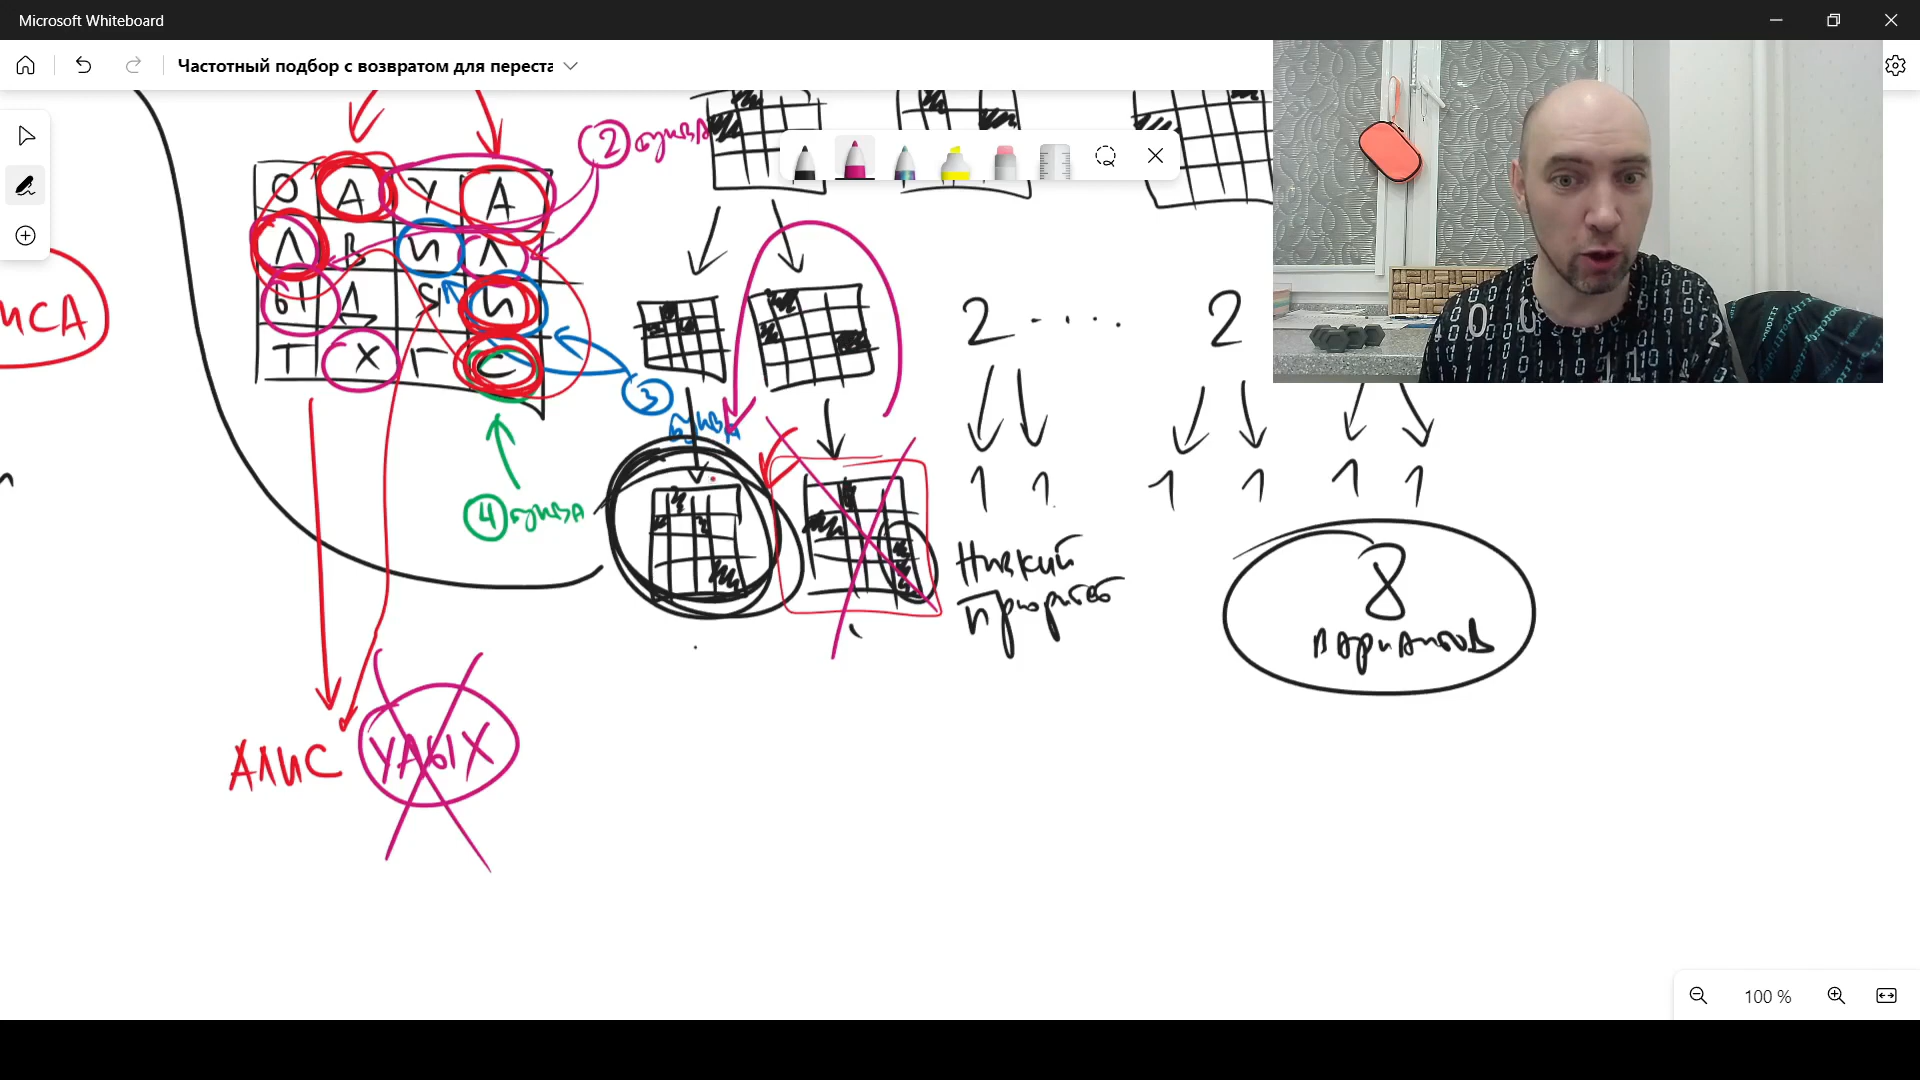 Microsoft Whiteboard
Частотный подбор с возвратом для переста
2 буква
О А У А
Л В И Л
Ы Д Я И
Т Х Г С
ИСА
3
буква
4 буква
2 . . . . 2
1 1 1 1 1 1
Низкий
приоритет
8
вариантов
АЛИС
УЛЫХ
100 %